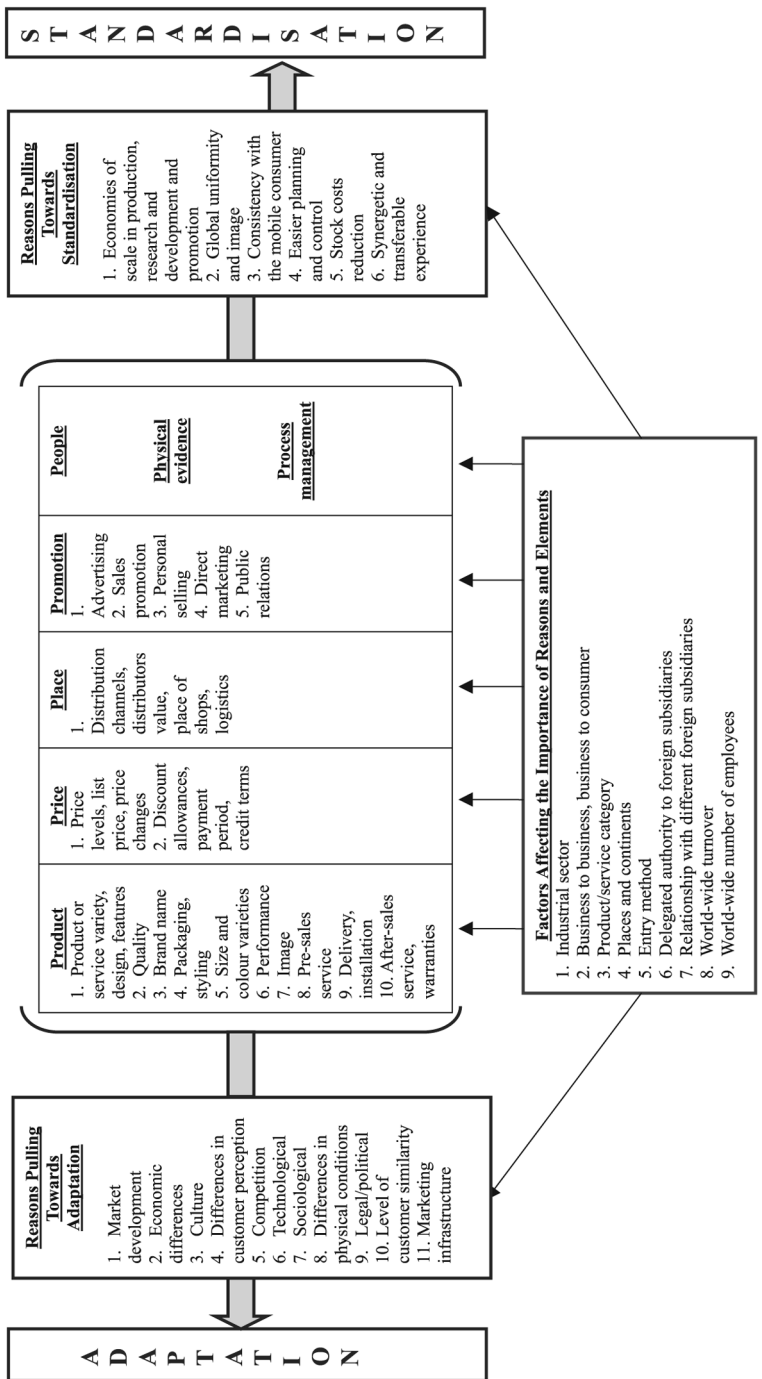 A
D
A
P
T
A
T
I
O
N
Reasons Pulling
Towards
Adaptation
1. Market
development
2. Economic
differences
3. Culture
4. Differences in
customer perception
5. Competition
6. Technological
7. Sociological
8. Differences in
physical conditions
9. Legal/political
10. Level of
customer similarity
11. Marketing
infrastructure
Product
1. Product or
service variety,
design, features
2. Quality
3. Brand name
4. Packaging,
styling
5. Size and
colour varieties
6. Performance
7. Image
8. Pre-sales
service
9. Delivery,
installation
10. After-sales
service,
warranties
Price
1. Price
levels, list
price, price
changes
2. Discount
allowances,
payment
period,
credit terms
Place
1.
Distribution
channels,
distributors
value,
place of
shops,
logistics
Promotion
1.
Advertising
2. Sales
promotion
3. Personal
selling
4. Direct
marketing
5. Public
relations
People
Physical
evidence
Process
management
Reasons Pulling
Towards
Standardisation
1. Economies of
scale in production,
research and
development and
promotion
2. Global uniformity
and image
3. Consistency with
the mobile consumer
4. Easier planning
and control
5. Stock costs
reduction
6. Synergetic and
transferable
experience
S
T
A
N
D
A
R
D
I
S
A
T
I
O
N
Factors Affecting the Importance of Reasons and Elements
1. Industrial sector
2. Business to business, business to consumer
3. Product/service category
4. Places and continents
5. Entry method
6. Delegated authority to foreign subsidiaries
7. Relationship with different foreign subsidiaries
8. World-wide turnover
9. World-wide number of employees